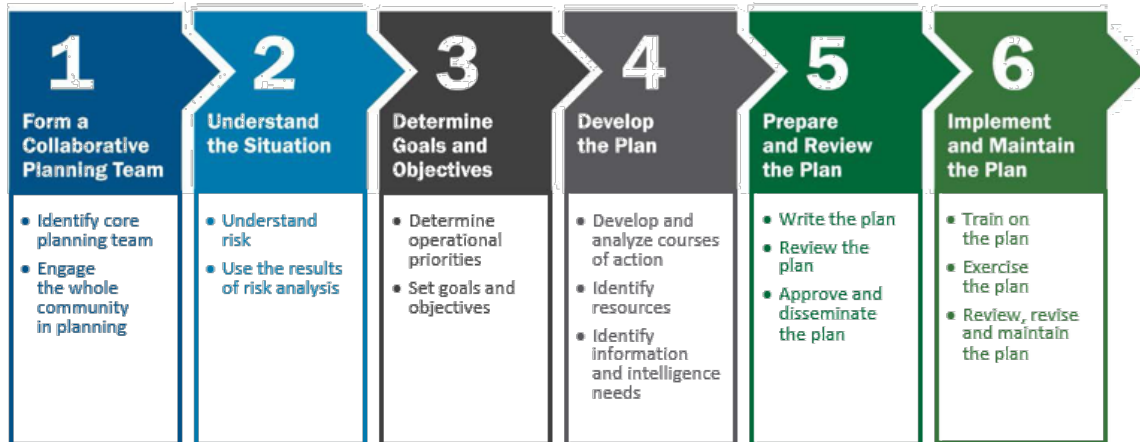 1
Form a
Collaborative
Planning Team
• Identify core
planning team
• Engage
the whole
community
in planning
2
Understand
the Situation
• Understand
risk
• Use the results
of risk analysis
3
Determine
Goals and
Objectives
• Determine
operational
priorities
• Set goals and
objectives
4
Develop
the Plan
• Develop and
analyze courses
of action
• Identify
resources
• Identify
information
and intelligence
needs
5
Prepare
and Review
the Plan
• Write the plan
• Review the
plan
• Approve and
disseminate
the plan
6
Implement
and Maintain
the Plan
• Train on
the plan
• Exercise
the plan
• Review, revise
and maintain
the plan